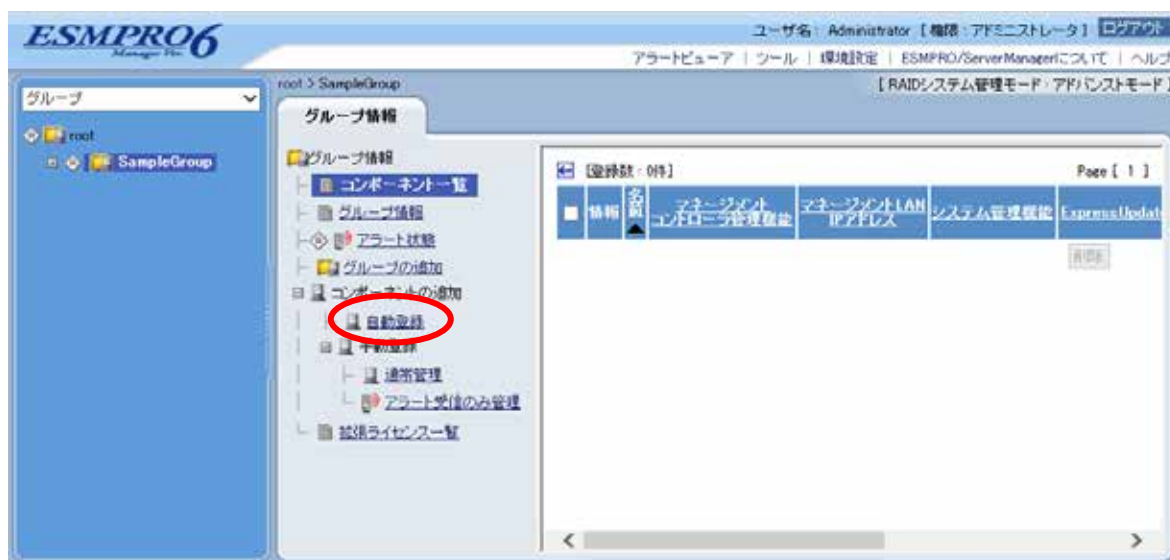 ESMPRO6
Manager Ver.
ユーザ名: Administrator [ 権限: アドミニストレータ ] ログアウト
アラートビューア | ツール | 環境設定 | ESMPRO/ServerManagerについて | ヘルプ
グループ
root
SampleGroup
root > SampleGroup
[ RAIDシステム管理モード: アドバンストモード ]
グループ情報
グループ情報
コンポーネント一覧
グループ情報
アラート状態
グループの追加
コンポーネントの追加
自動登録
手動登録
通常管理
アラート受信のみ管理
拡張ライセンス一覧
[登録数: 0件]
Page [ 1 ]
情報
名前
マネージメント
コントローラ管理機能
マネージメントLAN
IPアドレス
システム管理機能
ExpressUpdat
削除